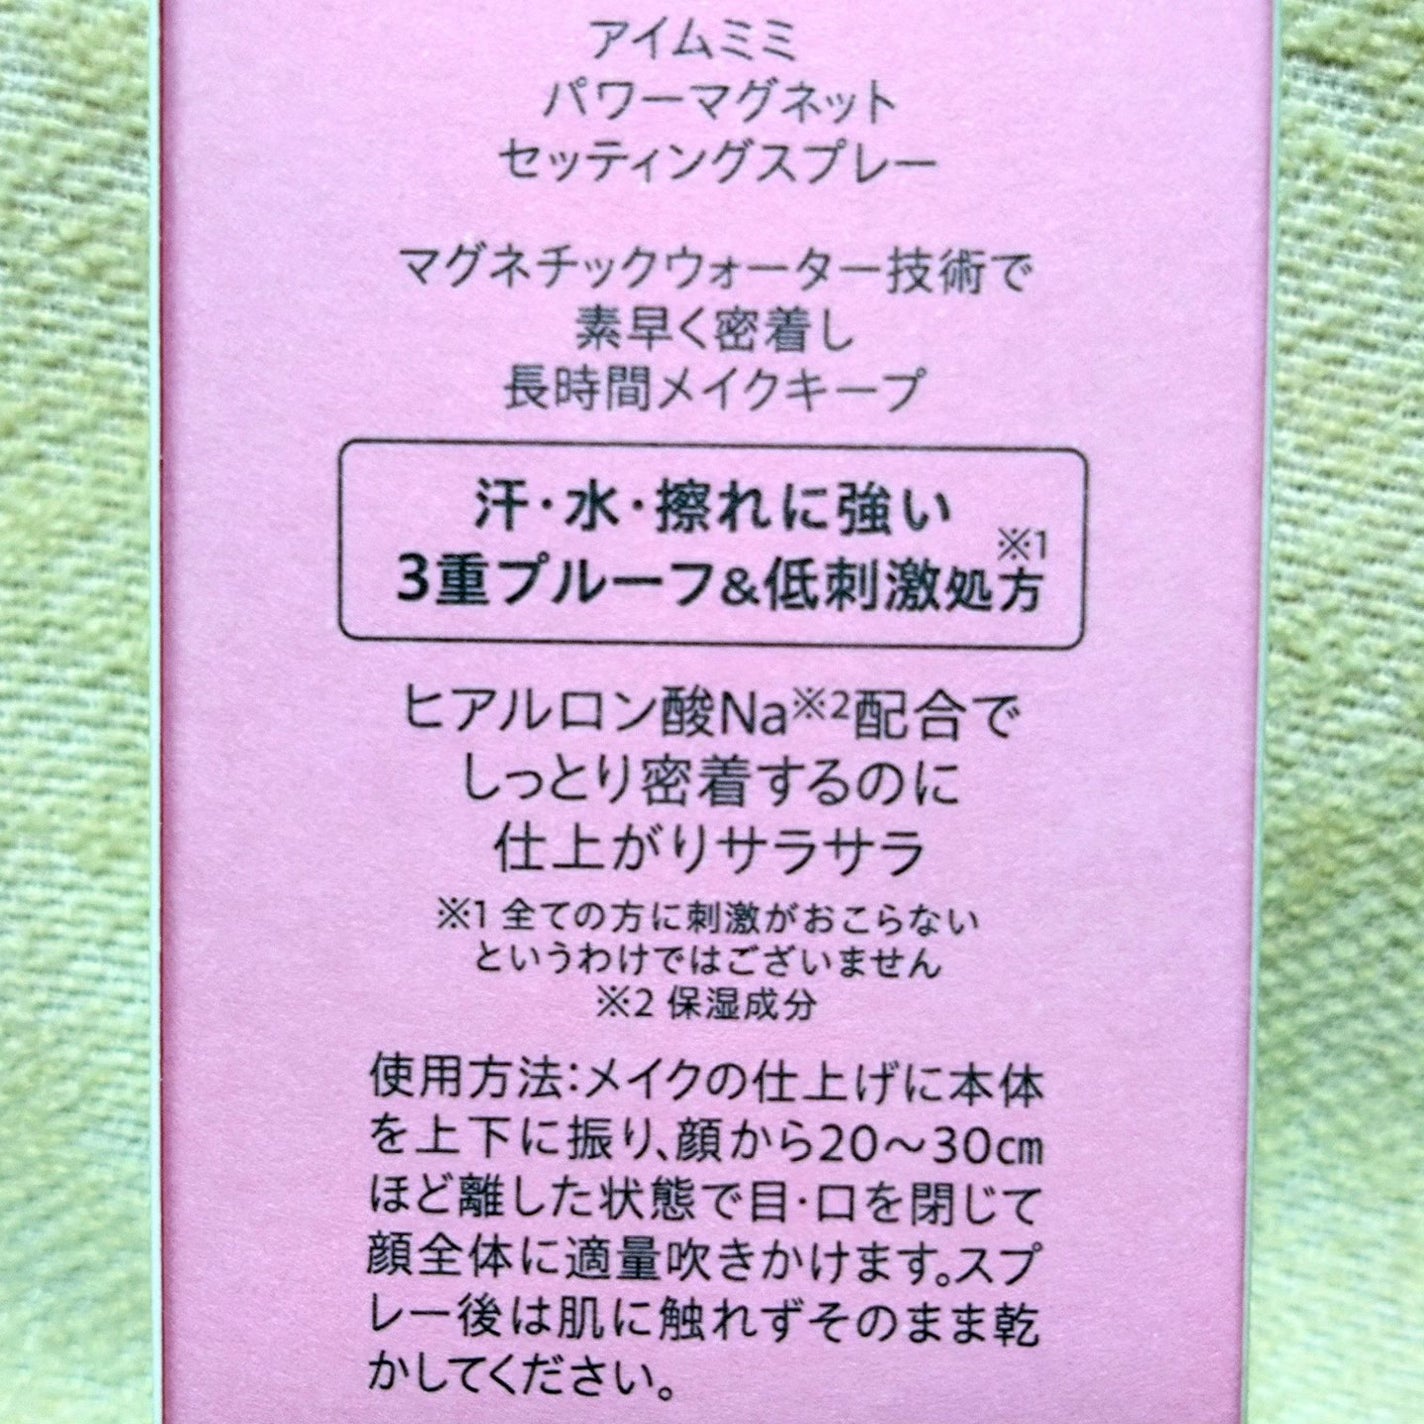 アイムミミ
パワーマグネット
セッティングスプレー
マグネチックウォーター技術で
素早く密着し
長時間メイクキープ
汗・水・擦れに強い
3重プルーフ&低刺激処方※1
ヒアルロン酸Na※2配合で
しっとり密着するのに
仕上がりサラサラ
※1 全ての方に刺激がおこらない
というわけではございません
※2 保湿成分
使用方法:メイクの仕上げに本体
を上下に振り、顔から20〜30㎝
ほど離した状態で目・口を閉じて
顔全体に適量吹きかけます。スプ
レー後は肌に触れずそのまま乾
かしてください。